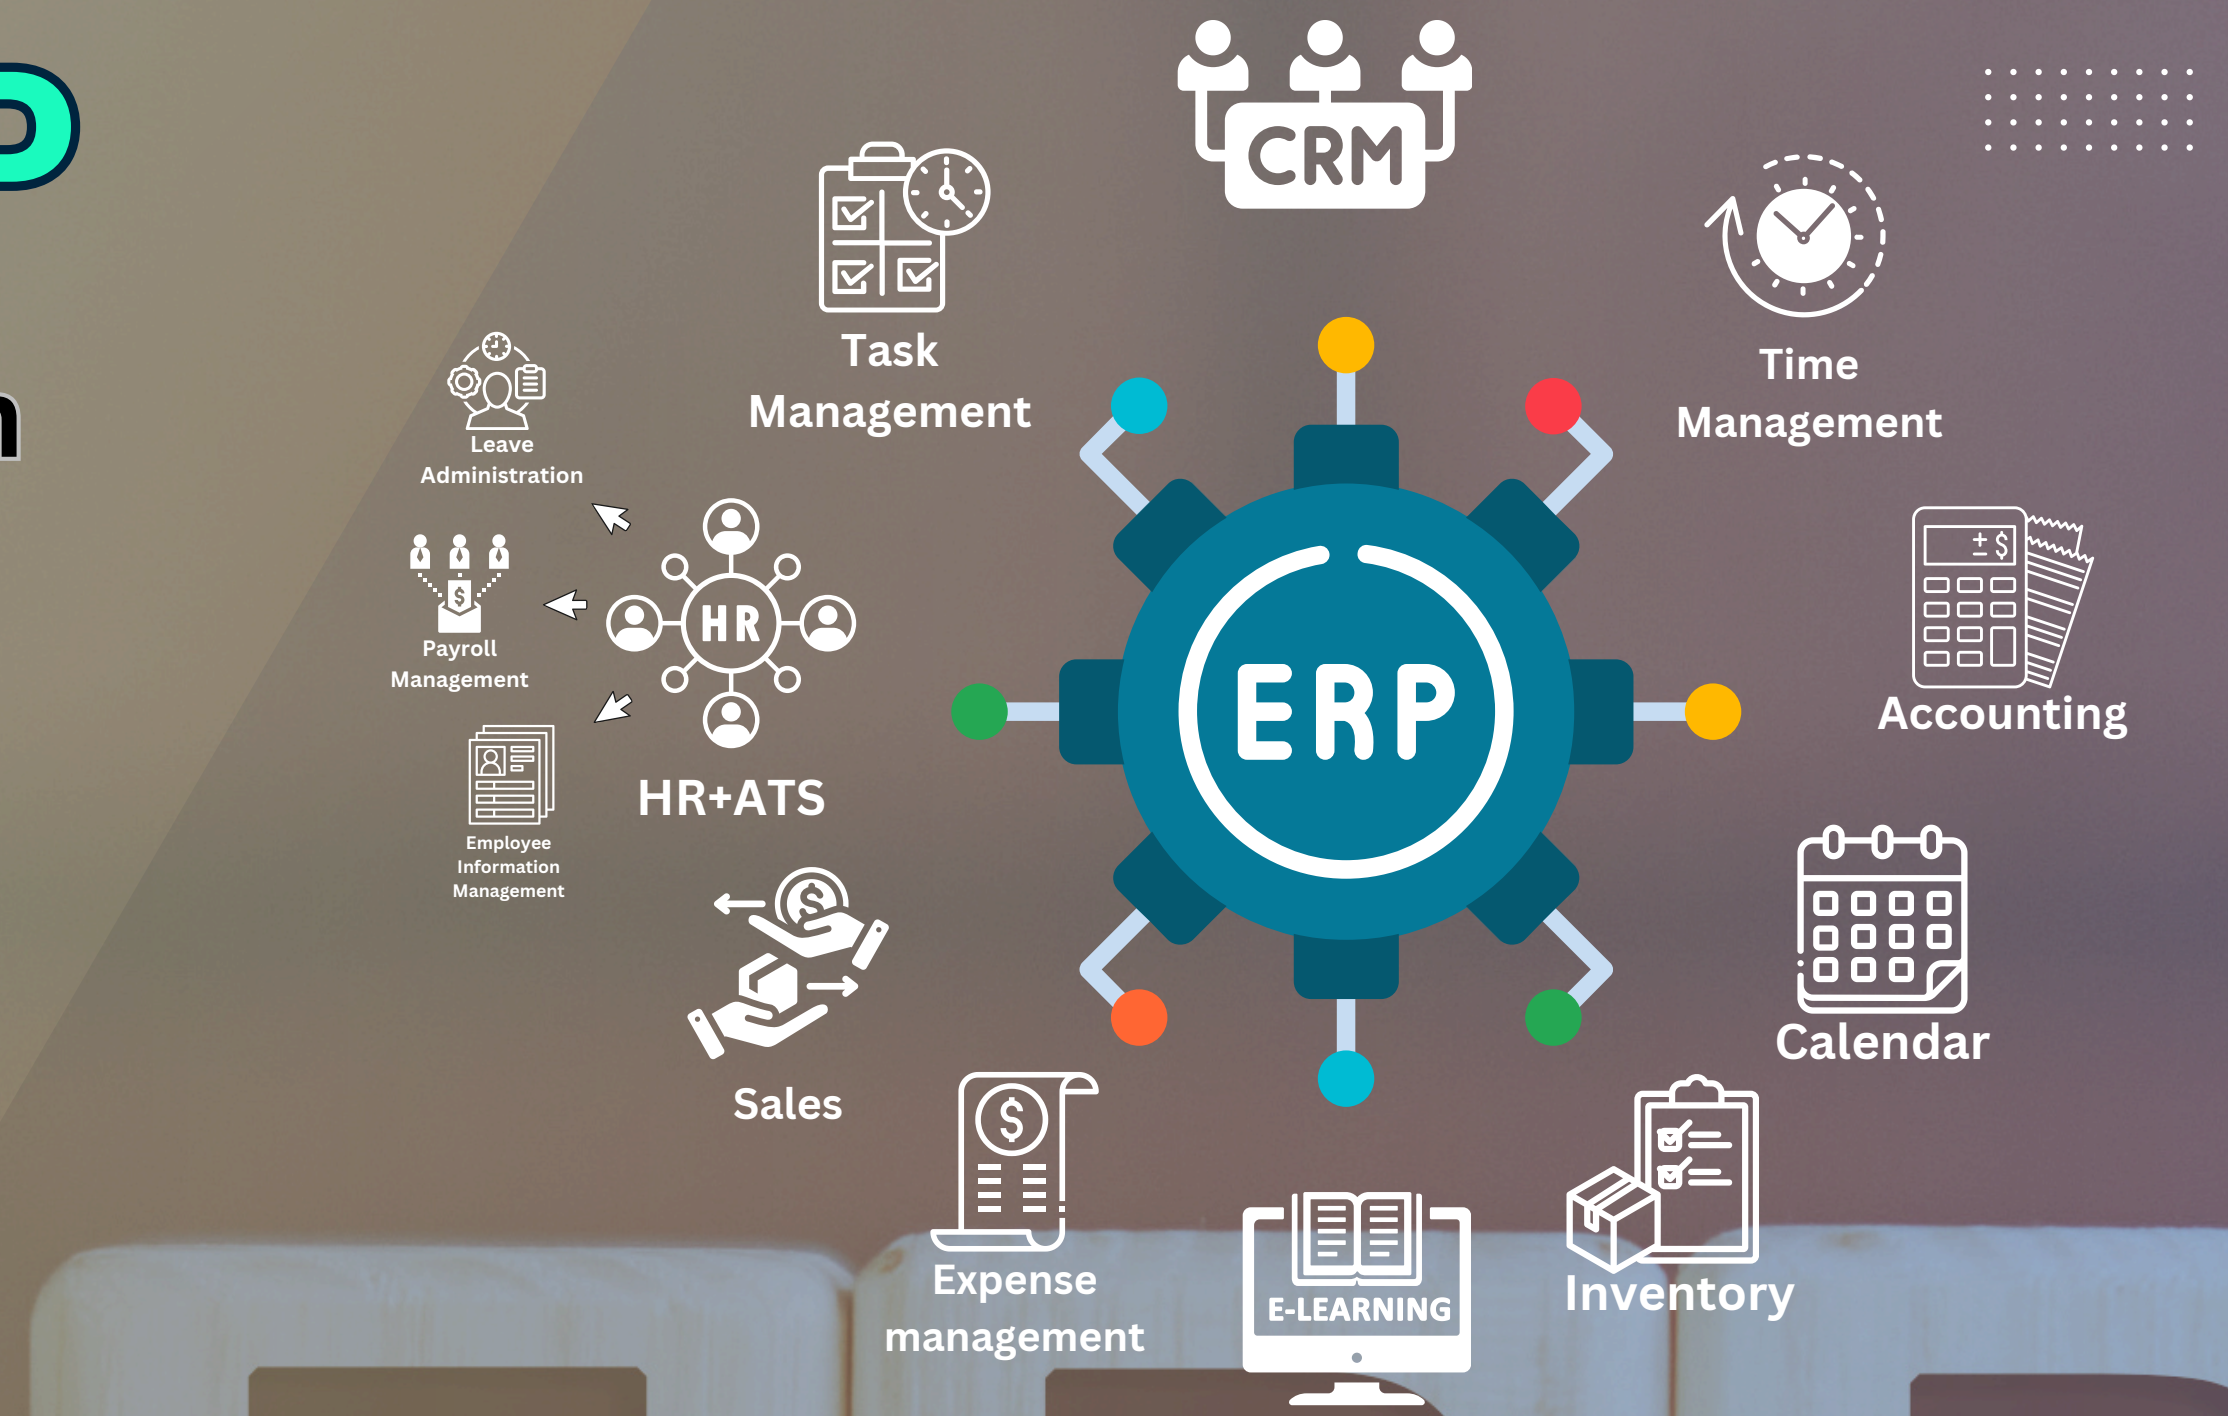 CRM
Task
Management
Time
Management
Leave
Administration
HR
Payroll
Management
HR+ATS
Employee
Information
Management
ERP
± $
Accounting
Calendar
$
Sales
$
Expense
management
E-LEARNING
Inventory